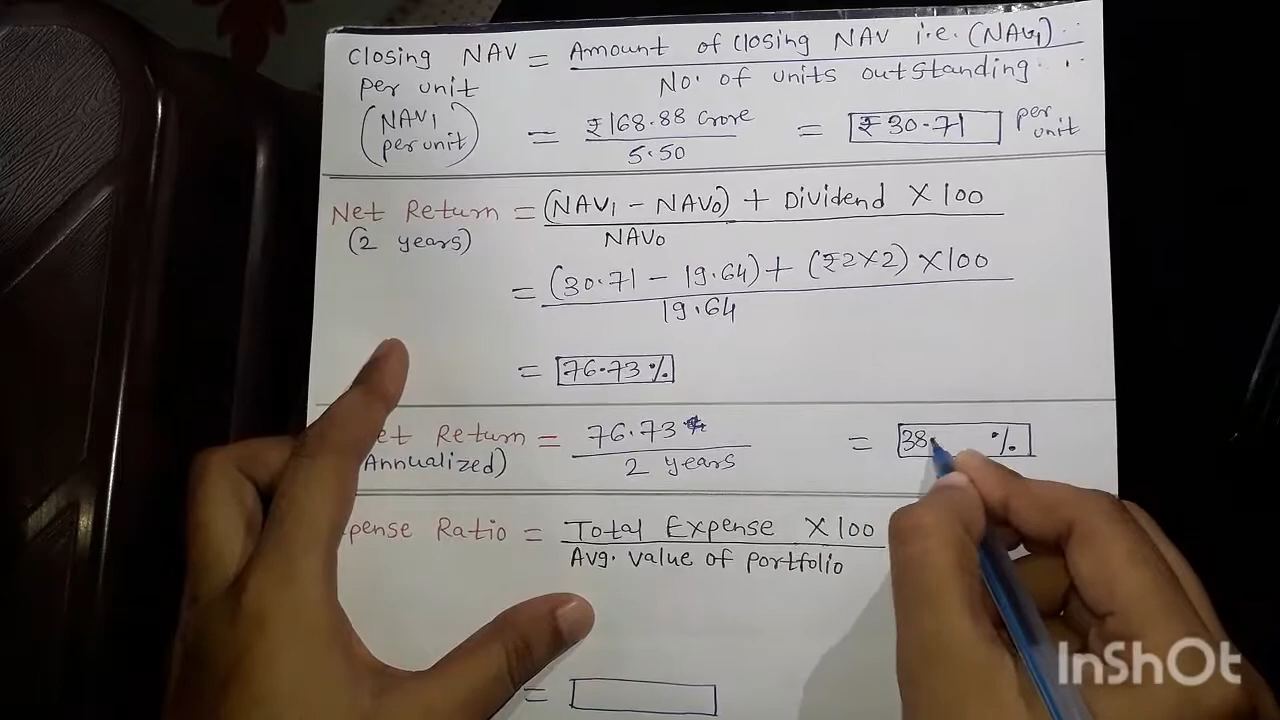 Closing NAV = Amount of closing NAV i.e. (NAV1)
per unit No. of units outstanding
(NAV1 per unit) = ₹168.88 Crore / 5.50 = ₹30.71 per unit
Net Return = (NAV1 - NAV0) + Dividend X 100
(2 years) NAV0
= (30.71 - 19.64) + (₹2X2) X100
19.64
= 76.73 %
et Return = 76.73 = 38. %
Annualized) 2 years
pense Ratio = Total Expense X 100
Avg. value of portfolio
=
InShOt